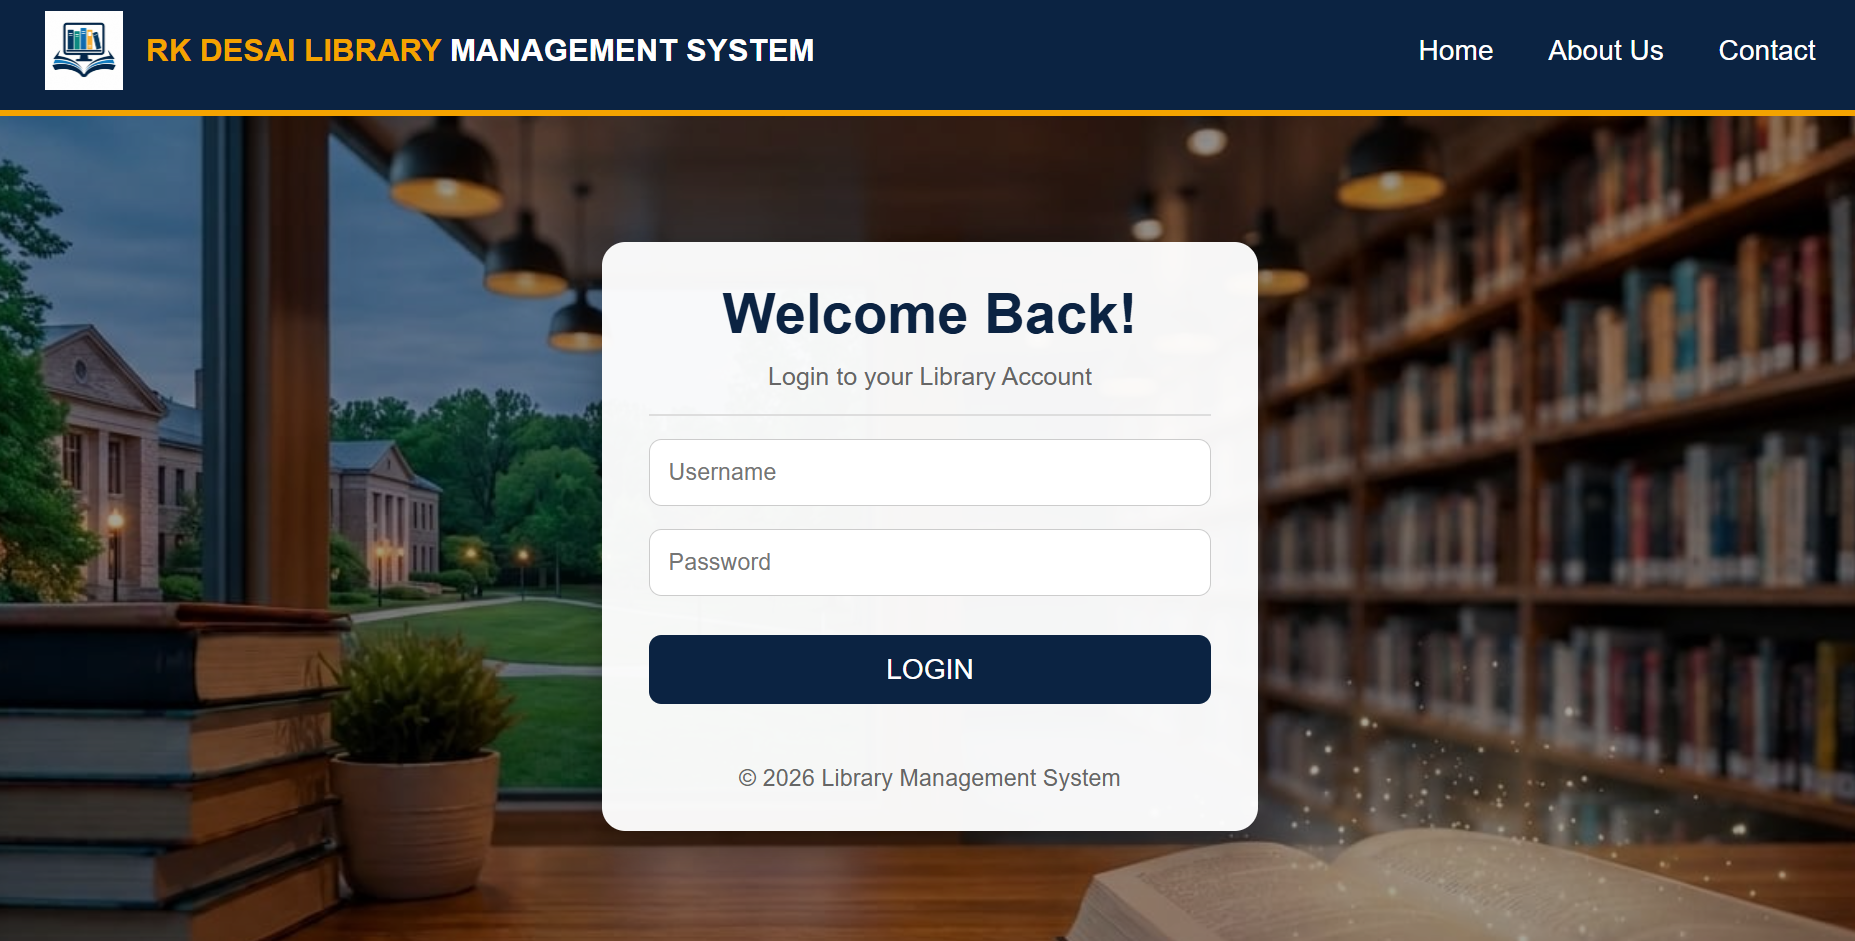 RK DESAI LIBRARY MANAGEMENT SYSTEM
Home About Us Contact
Welcome Back!
Login to your Library Account
Username
Password
LOGIN
© 2026 Library Management System